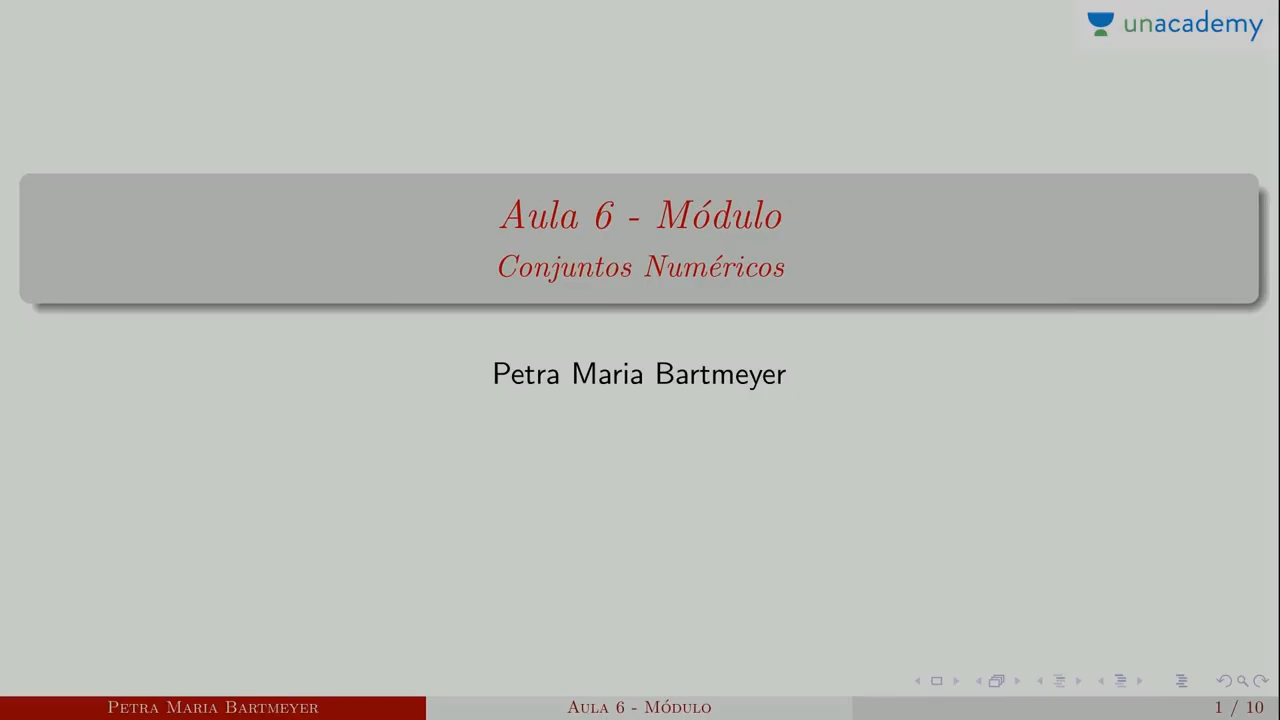 unacademy
Aula 6 - Módulo
Conjuntos Numéricos
Petra Maria Bartmeyer
Petra Maria Bartmeyer
Aula 6 - Módulo
1 / 10